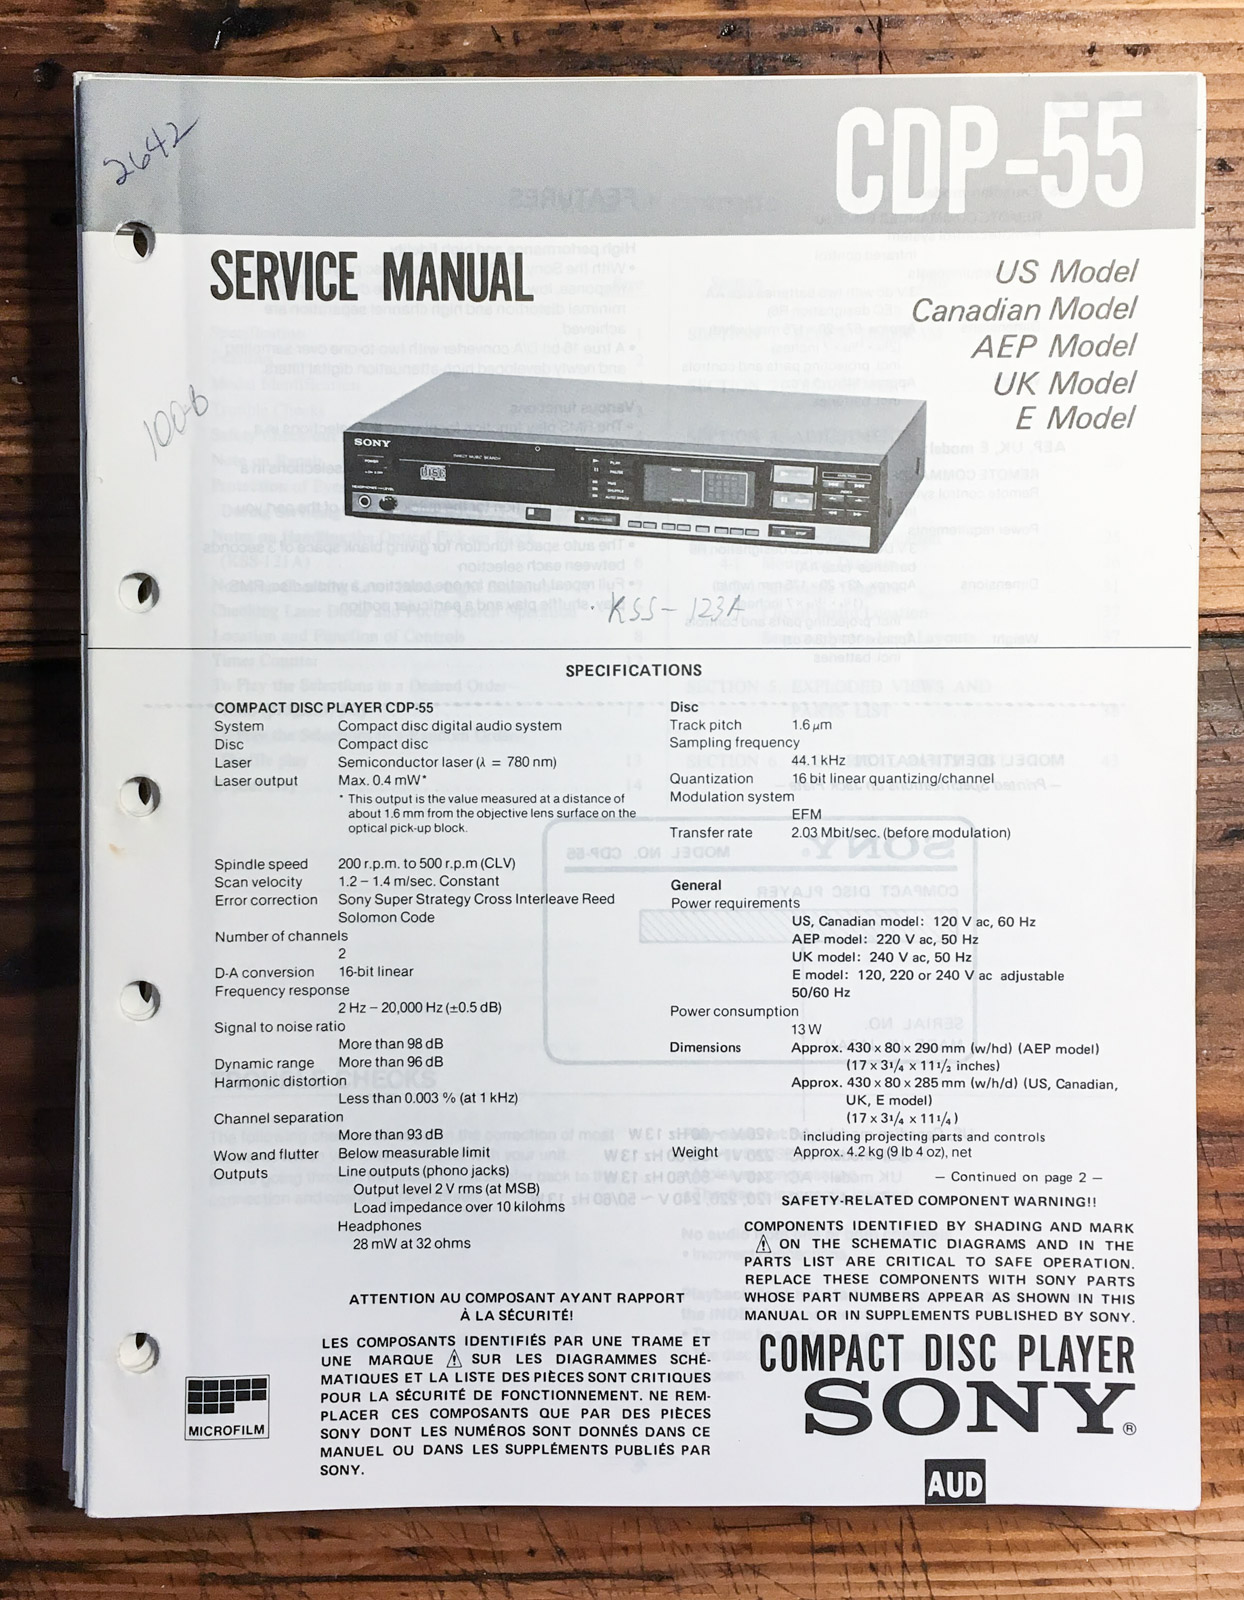 2642
CDP-55
SERVICE MANUAL
US Model
Canadian Model
AEP Model
UK Model
E Model
100-B
SONY
DIRECT MUSIC SEARCH
KSS-123A
SPECIFICATIONS
COMPACT DISC PLAYER CDP-55
System Compact disc digital audio system
Disc Compact disc
Laser Semiconductor laser (λ = 780 nm)
Laser output Max. 0.4 mW*
* This output is the value measured at a distance of
about 1.6 mm from the objective lens surface on the
optical pick-up block.
Spindle speed 200 r.p.m. to 500 r.p.m (CLV)
Scan velocity 1.2 – 1.4 m/sec. Constant
Error correction Sony Super Strategy Cross Interleave Reed
Solomon Code
Number of channels
2
D-A conversion 16-bit linear
Frequency response
2 Hz – 20,000 Hz (±0.5 dB)
Signal to noise ratio
More than 98 dB
Dynamic range More than 96 dB
Harmonic distortion
Less than 0.003 % (at 1 kHz)
Channel separation
More than 93 dB
Wow and flutter Below measurable limit
Outputs Line outputs (phono jacks)
Output level 2 V rms (at MSB)
Load impedance over 10 kilohms
Headphones
28 mW at 32 ohms
Disc
Track pitch 1.6 µm
Sampling frequency
44.1 kHz
Quantization 16 bit linear quantizing/channel
Modulation system
EFM
Transfer rate 2.03 Mbit/sec. (before modulation)
General
Power requirements
US, Canadian model: 120 V ac, 60 Hz
AEP model: 220 V ac, 50 Hz
UK model: 240 V ac, 50 Hz
E model: 120, 220 or 240 V ac adjustable
50/60 Hz
Power consumption
13 W
Dimensions Approx. 430 x 80 x 290 mm (w/hd) (AEP model)
(17 x 3 1/4 x 11 1/2 inches)
Approx. 430 x 80 x 285 mm (w/h/d) (US, Canadian,
UK, E model)
(17 x 3 1/4 x 11 1/4)
including projecting parts and controls
Weight Approx. 4.2 kg (9 lb 4 oz), net
— Continued on page 2 —
SAFETY-RELATED COMPONENT WARNING!!
COMPONENTS IDENTIFIED BY SHADING AND MARK
⚠ ON THE SCHEMATIC DIAGRAMS AND IN THE
PARTS LIST ARE CRITICAL TO SAFE OPERATION.
REPLACE THESE COMPONENTS WITH SONY PARTS
WHOSE PART NUMBERS APPEAR AS SHOWN IN THIS
MANUAL OR IN SUPPLEMENTS PUBLISHED BY SONY.
ATTENTION AU COMPOSANT AYANT RAPPORT
À LA SÉCURITÉ!
LES COMPOSANTS IDENTIFIÉS PAR UNE TRAME ET
UNE MARQUE ⚠ SUR LES DIAGRAMMES SCHÉ-
MATIQUES ET LA LISTE DES PIÈCES SONT CRITIQUES
POUR LA SÉCURITÉ DE FONCTIONNEMENT. NE REM-
PLACER CES COMPOSANTS QUE PAR DES PIÈCES
SONY DONT LES NUMÉROS SONT DONNÉS DANS CE
MANUEL OU DANS LES SUPPLÉMENTS PUBLIÉS PAR
SONY.
MICROFILM
COMPACT DISC PLAYER
SONY®
AUD